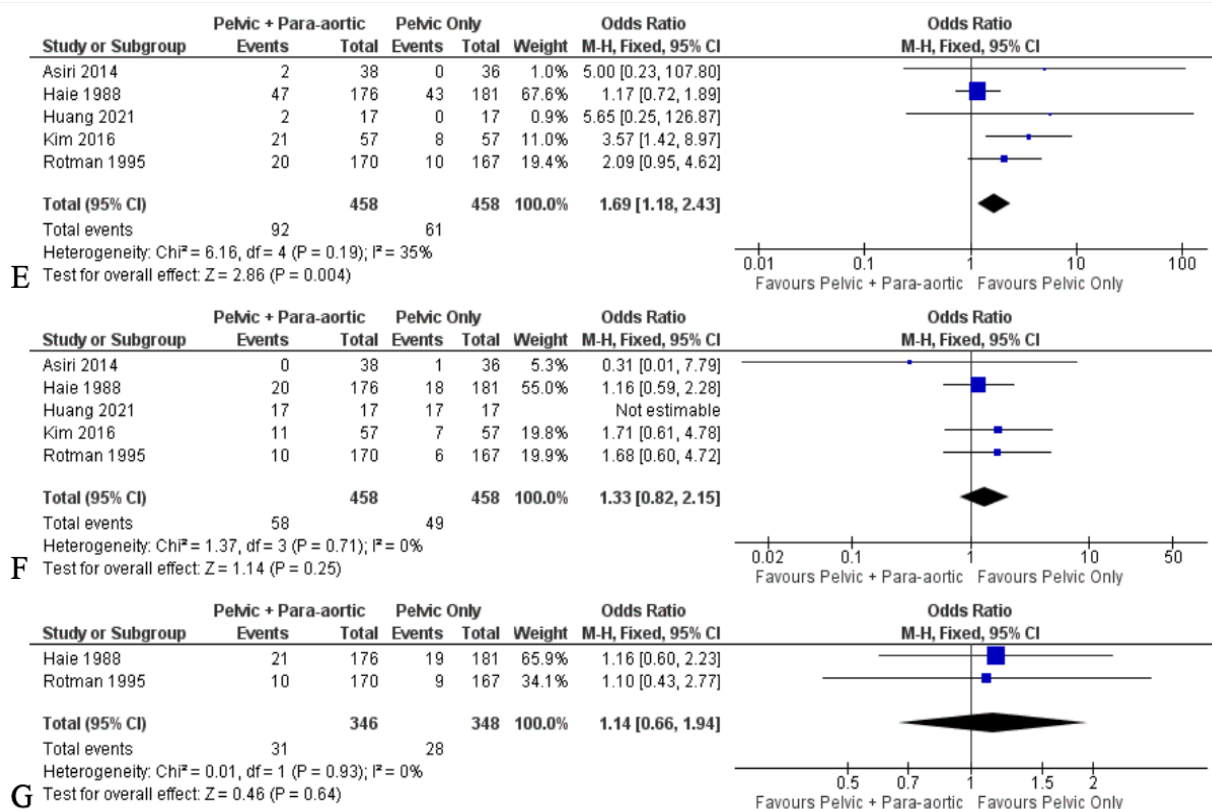 Pelvic + Para-aortic Pelvic Only Odds Ratio Odds Ratio
Study or Subgroup Events Total Events Total Weight M-H, Fixed, 95% CI M-H, Fixed, 95% CI
Asiri 2014 2 38 0 36 1.0% 5.00 [0.23, 107.80]
Haie 1988 47 176 43 181 67.6% 1.17 [0.72, 1.89]
Huang 2021 2 17 0 17 0.9% 5.65 [0.25, 126.87]
Kim 2016 21 57 8 57 11.0% 3.57 [1.42, 8.97]
Rotman 1995 20 170 10 167 19.4% 2.09 [0.95, 4.62]
Total (95% CI) 458 458 100.0% 1.69 [1.18, 2.43]
Total events 92 61
Heterogeneity: Chi² = 6.16, df = 4 (P = 0.19); I² = 35%
Test for overall effect: Z = 2.86 (P = 0.004)
0.01 0.1 1 10 100
Favours Pelvic + Para-aortic Favours Pelvic Only
E
Pelvic + Para-aortic Pelvic Only Odds Ratio Odds Ratio
Study or Subgroup Events Total Events Total Weight M-H, Fixed, 95% CI M-H, Fixed, 95% CI
Asiri 2014 0 38 1 36 5.3% 0.31 [0.01, 7.79]
Haie 1988 20 176 18 181 55.0% 1.16 [0.59, 2.28]
Huang 2021 17 17 17 17 Not estimable
Kim 2016 11 57 7 57 19.8% 1.71 [0.61, 4.78]
Rotman 1995 10 170 6 167 19.9% 1.68 [0.60, 4.72]
Total (95% CI) 458 458 100.0% 1.33 [0.82, 2.15]
Total events 58 49
Heterogeneity: Chi² = 1.37, df = 3 (P = 0.71); I² = 0%
Test for overall effect: Z = 1.14 (P = 0.25)
0.02 0.1 1 10 50
Favours Pelvic + Para-aortic Favours Pelvic Only
F
Pelvic + Para-aortic Pelvic Only Odds Ratio Odds Ratio
Study or Subgroup Events Total Events Total Weight M-H, Fixed, 95% CI M-H, Fixed, 95% CI
Haie 1988 21 176 19 181 65.9% 1.16 [0.60, 2.23]
Rotman 1995 10 170 9 167 34.1% 1.10 [0.43, 2.77]
Total (95% CI) 346 348 100.0% 1.14 [0.66, 1.94]
Total events 31 28
Heterogeneity: Chi² = 0.01, df = 1 (P = 0.93); I² = 0%
Test for overall effect: Z = 0.46 (P = 0.64)
0.5 0.7 1 1.5 2
Favours Pelvic + Para-aortic Favours Pelvic Only
G